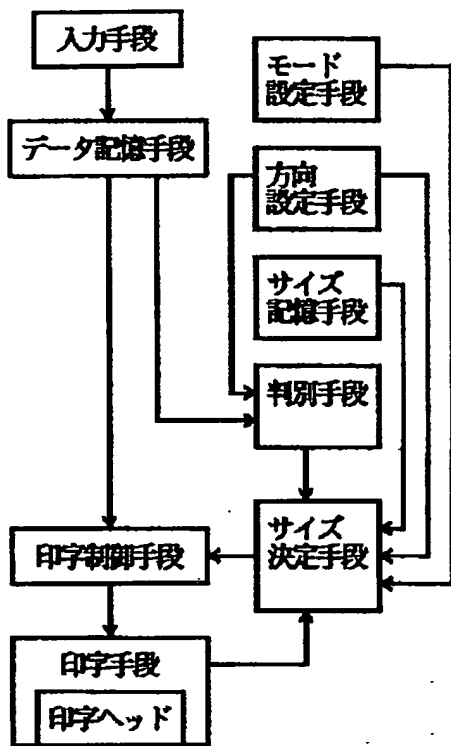 入力手段
データ記憶手段
モード
設定手段
方向
設定手段
サイズ
記憶手段
判別手段
サイズ
決定手段
印字制御手段
印字手段
印字ヘッド